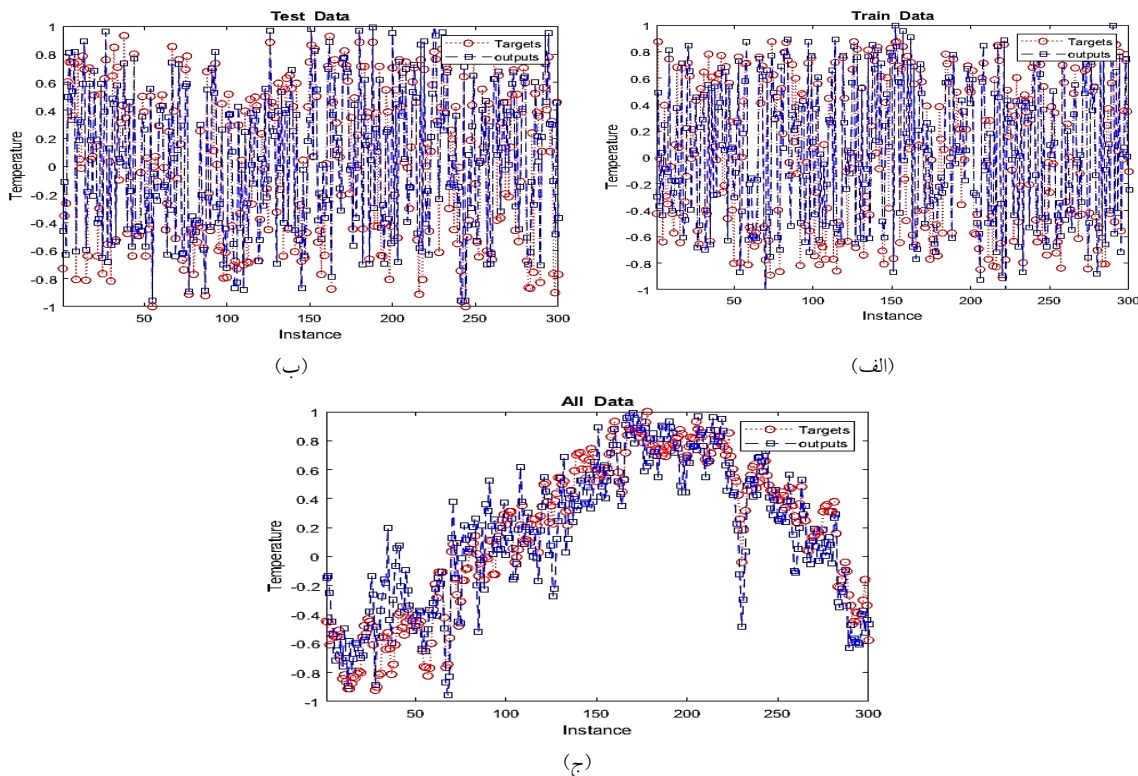 Test Data
Temperature
1
0.8
0.6
0.4
0.2
0
-0.2
-0.4
-0.6
-0.8
-1
Targets
outputs
50
100
150
200
250
300
Instance
(ب)
Train Data
Temperature
1
0.8
0.6
0.4
0.2
0
-0.2
-0.4
-0.6
-0.8
-1
Targets
outputs
50
100
150
200
250
300
Instance
(الف)
All Data
Temperature
1
0.8
0.6
0.4
0.2
0
-0.2
-0.4
-0.6
-0.8
-1
Targets
outputs
50
100
150
200
250
300
Instance
(ج)